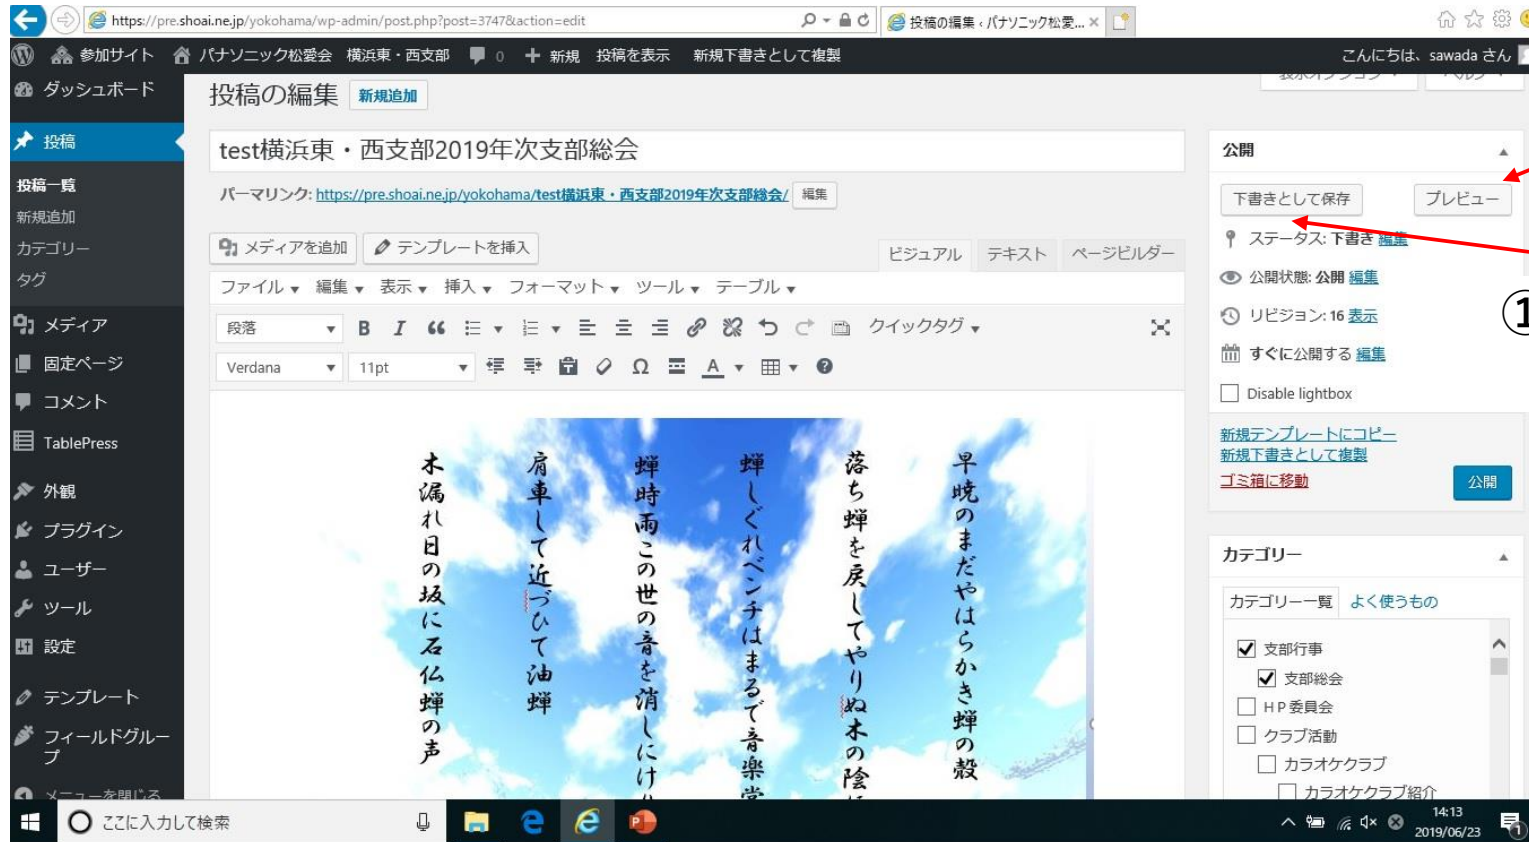 https://pre.shoai.ne.jp/yokohama/wp-admin/post.php?post=3747&action=edit
投稿の編集 ‹ パナソニック松愛... ×
参加サイト パナソニック松愛会 横浜東・西支部 0 新規 投稿を表示 新規下書きとして複製
こんにちは、sawada さん
ダッシュボード
投稿
投稿一覧
新規追加
カテゴリー
タグ
メディア
固定ページ
コメント
TablePress
外観
プラグイン
ユーザー
ツール
設定
テンプレート
フィールドグルー
プ
メニューを閉じる
投稿の編集 新規追加
表示オプション ヘルプ
test横浜東・西支部2019年次支部総会
パーマリンク: https://pre.shoai.ne.jp/yokohama/test横浜東・西支部2019年次支部総会/ 編集
メディアを追加 テンプレートを挿入
ビジュアル テキスト ページビルダー
ファイル 編集 表示 挿入 フォーマット ツール テーブル
段落 B I クイックタグ
Verdana 11pt Ω A
早暁のまだやはらかき蝉の殻
落ち蝉を戻してやりぬ木の陰
蝉しぐれベンチはまるで音楽堂
蝉時雨この世の音を消しにけ
肩車して近づひて油蝉
木漏れ日の坂に石仏蝉の声
公開
下書きとして保存 プレビュー
ステータス: 下書き 編集
公開状態: 公開 編集
リビジョン: 16 表示
すぐに公開する 編集
Disable lightbox
新規テンプレートにコピー
新規下書きとして複製
ゴミ箱に移動 公開
①
カテゴリー
カテゴリー一覧 よく使うもの
支部行事
支部総会
HP委員会
クラブ活動
カラオケクラブ
カラオケクラブ紹介
ここに入力して検索
14:13
2019/06/23
1